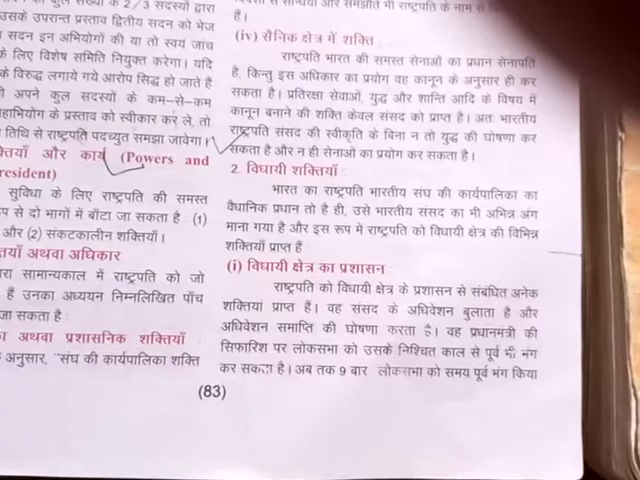 कुल संख्या के 2/3 सदस्यों द्वारा
उसके उपरान्त प्रस्ताव द्वितीय सदन को भेज
सदन इन अभियोगों की या तो स्वयं जांच
के लिए विशेष समिति नियुक्त करेगा। यदि
के विरुद्ध लगाये गये आरोप सिद्ध हो जाते हैं
अपने कुल सदस्यों के कम–से–कम
महाभियोग के प्रस्ताव को स्वीकार कर ले, तो
तिथि से राष्ट्रपति पदच्युत समझा जावेगा।
और कार्य (Powers and
resident)
सुविधा के लिए राष्ट्रपति की समस्त
से दो भागों में बाँटा जा सकता है : (1)
और (2) संकटकालीन शक्तियाँ।
अथवा अधिकार
सामान्यकाल में राष्ट्रपति को जो
हैं उनका अध्ययन निम्नलिखित पाँच
जा सकता है :
अथवा प्रशासनिक शक्तियाँ
अनुसार, "संघ की कार्यपालिका शक्ति
और समझौते भी राष्ट्रपति के नाम से
हैं।
(iv) सैनिक क्षेत्र में शक्ति
राष्ट्रपति भारत की समस्त सेनाओं का प्रधान सेनापति
है, किन्तु इस अधिकार का प्रयोग वह कानून के अनुसार ही कर
सकता है। प्रतिरक्षा सेवाओं, युद्ध और शान्ति आदि के विषय में
कानून बनाने की शक्ति केवल संसद को प्राप्त है। अतः भारतीय
राष्ट्रपति संसद की स्वीकृति के बिना न तो युद्ध की घोषणा कर
सकता है और न ही सेनाओं का प्रयोग कर सकता है।
2. विधायी शक्तियाँ
भारत का राष्ट्रपति भारतीय संघ की कार्यपालिका का
वैधानिक प्रधान तो है ही, उसे भारतीय संसद का भी अभिन्न अंग
माना गया है और इस रूप में राष्ट्रपति को विधायी क्षेत्र की विभिन्न
शक्तियाँ प्राप्त हैं
(i) विधायी क्षेत्र का प्रशासन
राष्ट्रपति को विधायी क्षेत्र के प्रशासन से संबंधित अनेक
शक्तियां प्राप्त हैं। वह संसद के अधिवेशन बुलाता है और
अधिवेशन समाप्ति की घोषणा करता है। वह प्रधानमंत्री की
सिफारिश पर लोकसभा को उसके निश्चित काल से पूर्व भी भंग
कर सकता है। अब तक 9 बार लोकसभा को समय पूर्व भंग किया
(83)